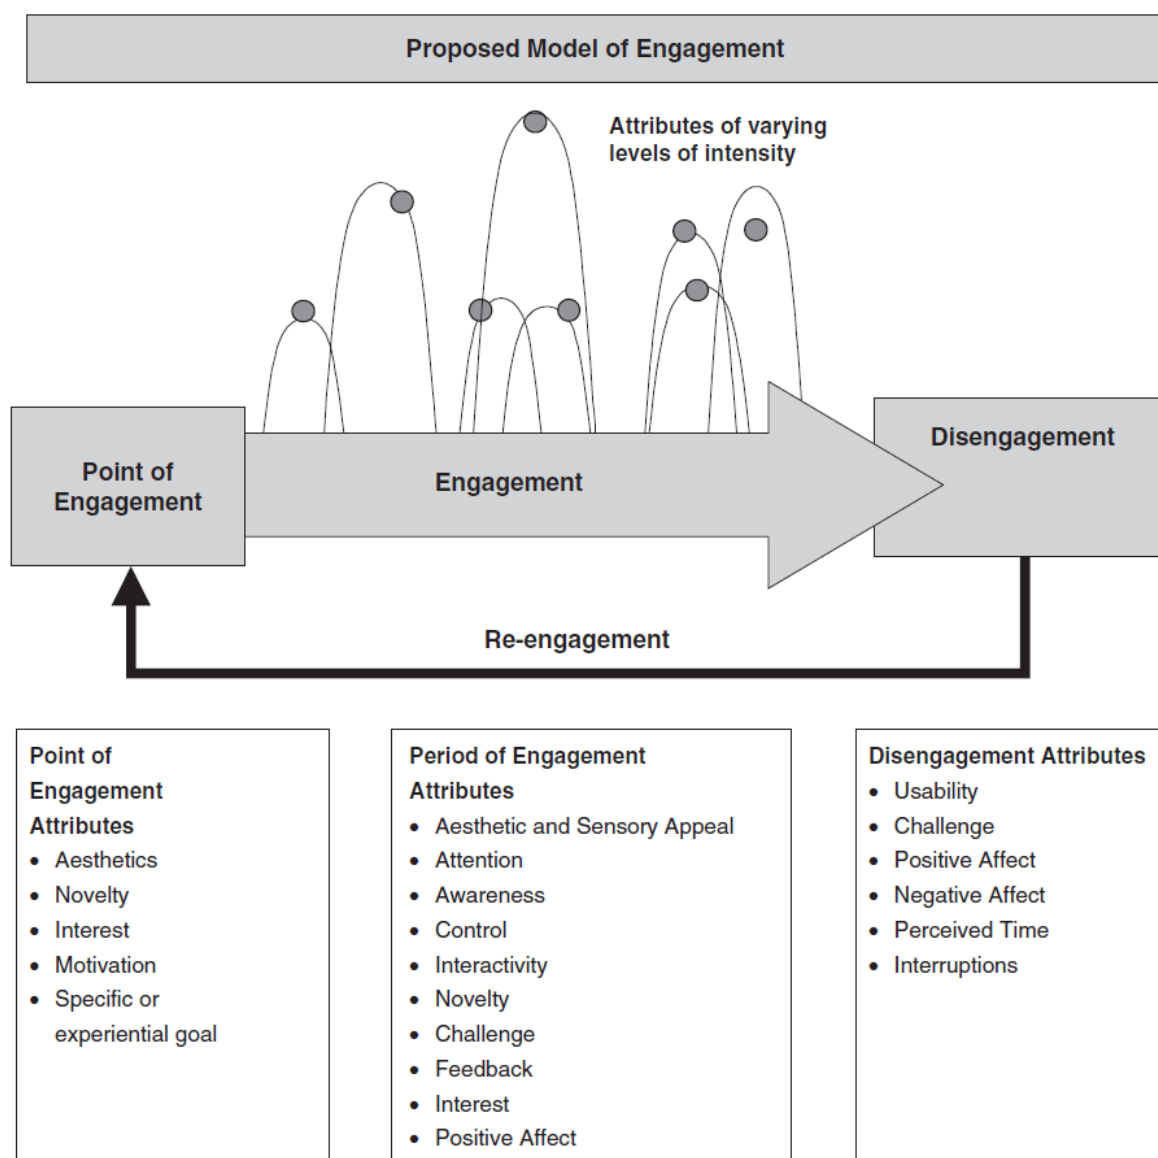 Proposed Model of Engagement
Attributes of varying
levels of intensity
Point of
Engagement
Engagement
Disengagement
Re-engagement
Point of
Engagement
Attributes
• Aesthetics
• Novelty
• Interest
• Motivation
• Specific or
experiential goal
Period of Engagement
Attributes
• Aesthetic and Sensory Appeal
• Attention
• Awareness
• Control
• Interactivity
• Novelty
• Challenge
• Feedback
• Interest
• Positive Affect
Disengagement Attributes
• Usability
• Challenge
• Positive Affect
• Negative Affect
• Perceived Time
• Interruptions